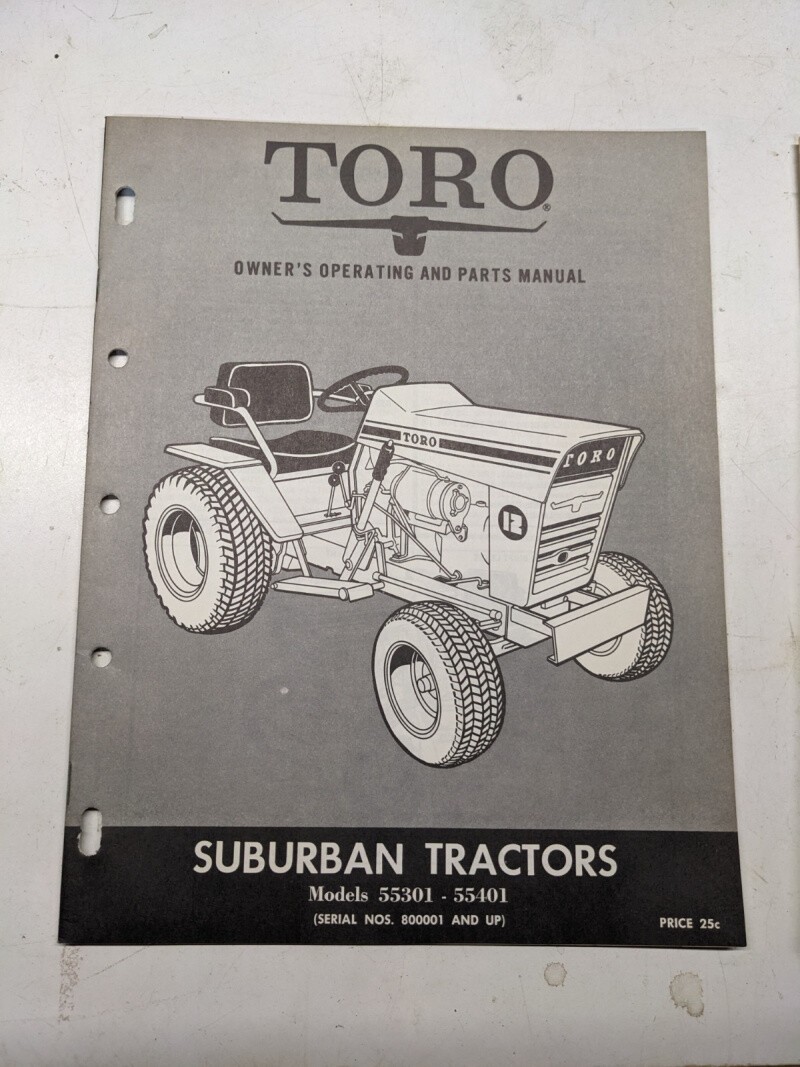 TORO®
OWNER'S OPERATING AND PARTS MANUAL
TORO
TORO
12
SUBURBAN TRACTORS
Models 55301 - 55401
(SERIAL NOS. 800001 AND UP)
PRICE 25c